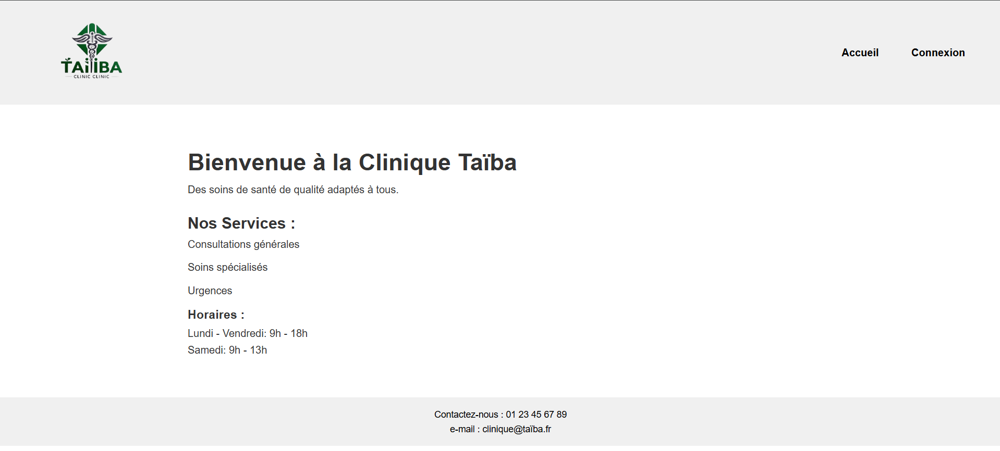 TAIIIBA
CLINIC CLINIC
Accueil
Connexion
Bienvenue à la Clinique Taïba
Des soins de santé de qualité adaptés à tous.
Nos Services :
Consultations générales
Soins spécialisés
Urgences
Horaires :
Lundi - Vendredi: 9h - 18h
Samedi: 9h - 13h
Contactez-nous : 01 23 45 67 89
e-mail : clinique@taïba.fr